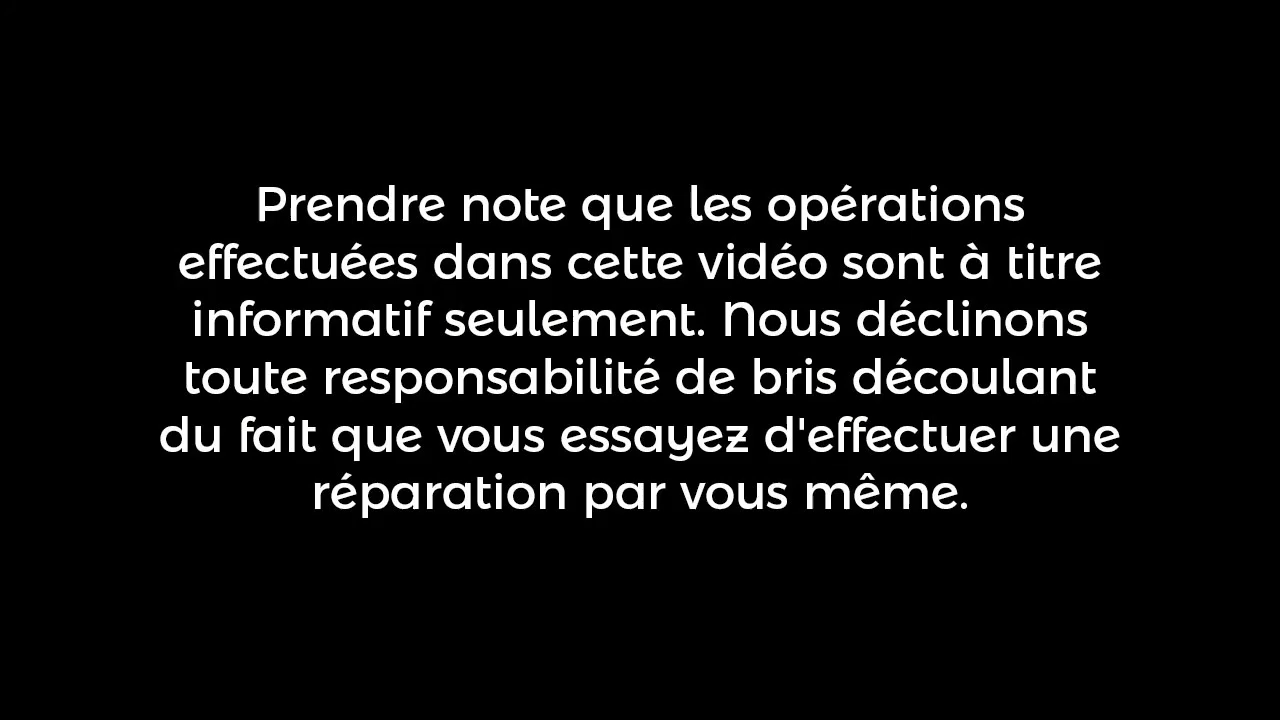 Prendre note que les opérations
effectuées dans cette vidéo sont à titre
informatif seulement. Nous déclinons
toute responsabilité de bris découlant
du fait que vous essayez d'effectuer une
réparation par vous même.